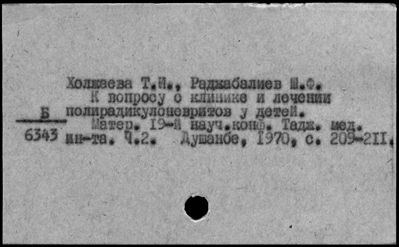 Холжаева Т.Н., Раджабалиев Ш.Ф.
К вопросу о клинике и лечении
полирадикулоневритов у детей.
Матер. 19-й науч.конф. Тадж. мед.
ин-та. Ч.2. Душанбе, 1970, с. 209-211.
Б
6343